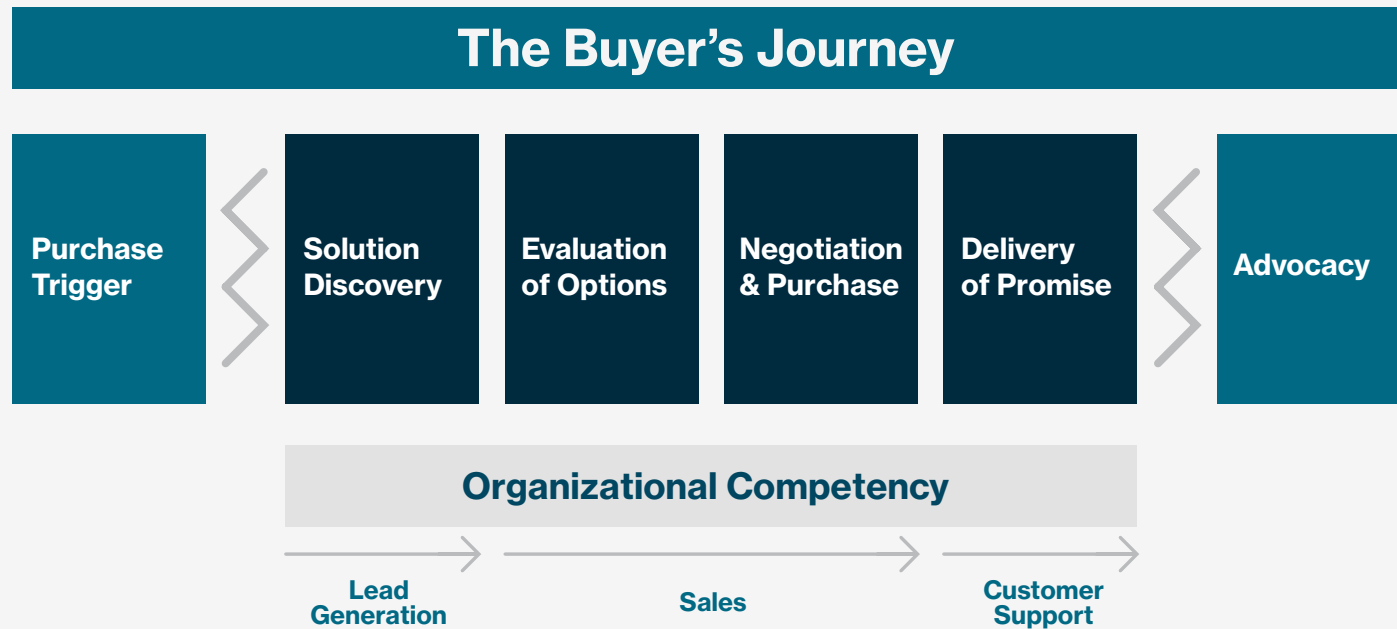 The Buyer’s Journey
Purchase
Trigger
Solution
Discovery
Evaluation
of Options
Negotiation
& Purchase
Delivery
of Promise
Advocacy
Organizational Competency
Lead
Generation
Sales
Customer
Support